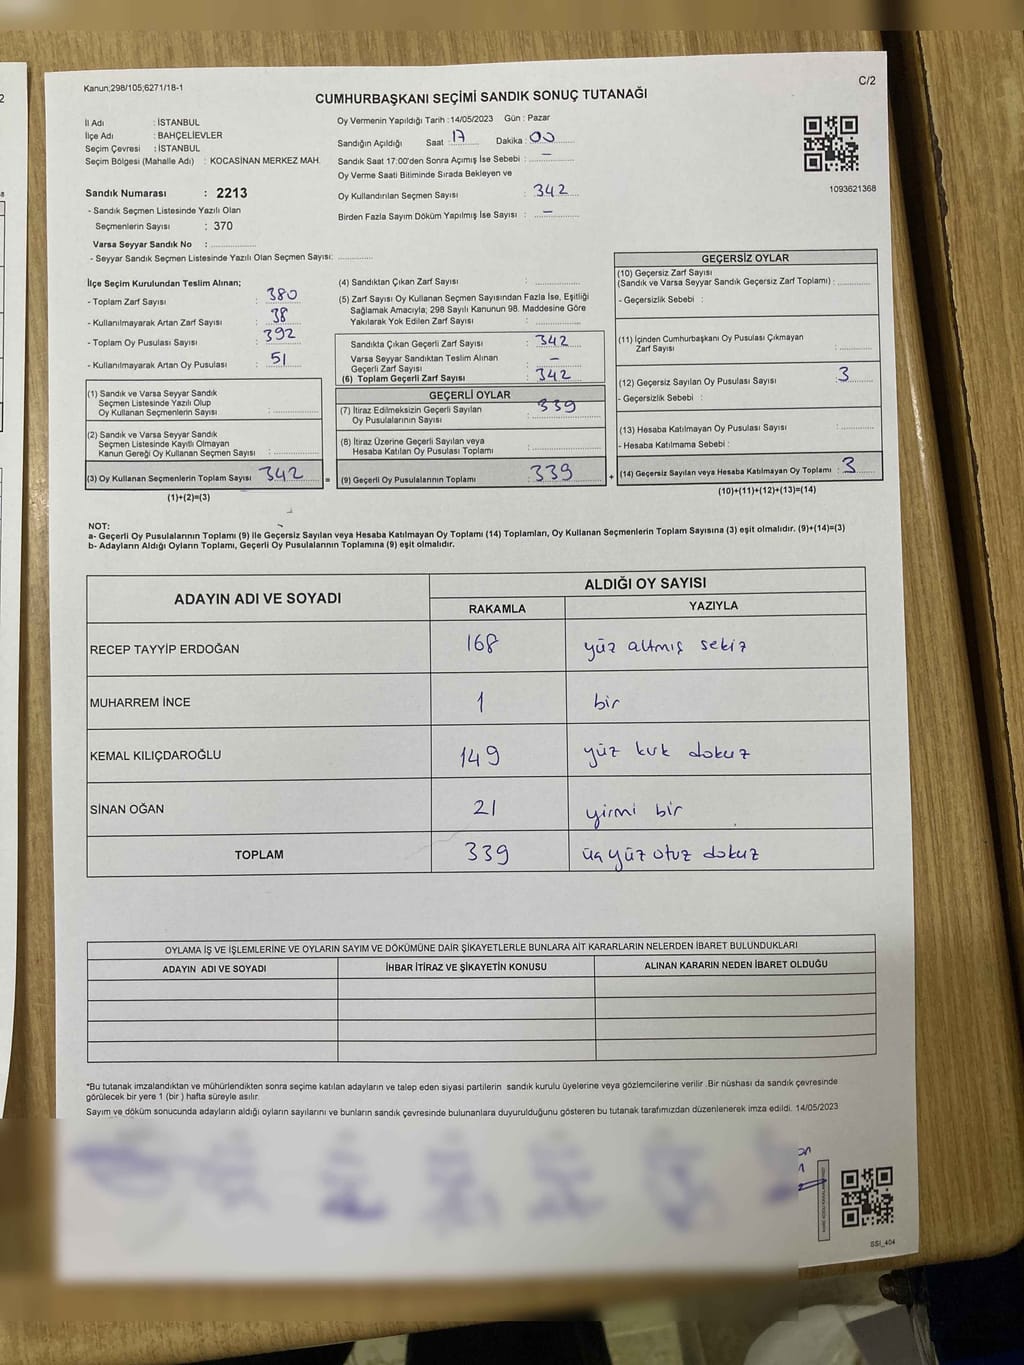 Kanun;298/105;6271/18-1
C/2
CUMHURBAŞKANI SEÇİMİ SANDIK SONUÇ TUTANAĞI
İl Adı : İSTANBUL
İlçe Adı : BAHÇELİEVLER
Seçim Çevresi : İSTANBUL
Seçim Bölgesi (Mahalle Adı) : KOCASİNAN MERKEZ MAH.
Sandık Numarası : 2213
- Sandık Seçmen Listesinde Yazılı Olan
Seçmenlerin Sayısı : 370
Varsa Seyyar Sandık No :
- Seyyar Sandık Seçmen Listesinde Yazılı Olan Seçmen Sayısı:
Oy Vermenin Yapıldığı Tarih :14/05/2023 Gün : Pazar
Sandığın Açıldığı Saat 17 Dakika : 00
Sandık Saat 17:00'den Sonra Açımış İse Sebebi : -
Oy Verme Saati Bitiminde Sırada Bekleyen ve
Oy Kullandırılan Seçmen Sayısı : 342
Birden Fazla Sayım Döküm Yapılmış İse Sayısı : -
1093621368
İlçe Seçim Kurulundan Teslim Alınan;
- Toplam Zarf Sayısı : 380
- Kullanılmayarak Artan Zarf Sayısı : 38
- Toplam Oy Pusulası Sayısı : 392
- Kullanılmayarak Artan Oy Pusulası : 51
(1) Sandık ve Varsa Seyyar Sandık
Seçmen Listesinde Yazılı Olup
Oy Kullanan Seçmenlerin Sayısı :
(2) Sandık ve Varsa Seyyar Sandık
Seçmen Listesinde Kayıtlı Olmayan
Kanun Gereği Oy Kullanan Seçmen Sayısı :
(3) Oy Kullanan Seçmenlerin Toplam Sayısı : 342
(1)+(2)=(3)
(4) Sandıktan Çıkan Zarf Sayısı :
(5) Zarf Sayısı Oy Kullanan Seçmen Sayısından Fazla İse, Eşitliği
Sağlamak Amacıyla; 298 Sayılı Kanunun 98. Maddesine Göre
Yakılarak Yok Edilen Zarf Sayısı :
Sandıkta Çıkan Geçerli Zarf Sayısı : 342
Varsa Seyyar Sandıktan Teslim Alınan
Geçerli Zarf Sayısı : -
(6) Toplam Geçerli Zarf Sayısı : 342
GEÇERLİ OYLAR
(7) İtiraz Edilmeksizin Geçerli Sayılan
Oy Pusulalarının Sayısı : 339
(8) İtiraz Üzerine Geçerli Sayılan veya
Hesaba Katılan Oy Pusulası Toplamı :
= (9) Geçerli Oy Pusulalarının Toplamı : 339
GEÇERSİZ OYLAR
(10) Geçersiz Zarf Sayısı
(Sandık ve Varsa Seyyar Sandık Geçersiz Zarf Toplamı) :
- Geçersizlik Sebebi :
(11) İçinden Cumhurbaşkanı Oy Pusulası Çıkmayan
Zarf Sayısı :
(12) Geçersiz Sayılan Oy Pusulası Sayısı : 3
- Geçersizlik Sebebi :
(13) Hesaba Katılmayan Oy Pusulası Sayısı :
- Hesaba Katılmama Sebebi :
+ (14) Geçersiz Sayılan veya Hesaba Katılmayan Oy Toplamı : 3
(10)+(11)+(12)+(13)=(14)
NOT:
a- Geçerli Oy Pusulalarının Toplamı (9) ile Geçersiz Sayılan veya Hesaba Katılmayan Oy Toplamı (14) Toplamları, Oy Kullanan Seçmenlerin Toplam Sayısına (3) eşit olmalıdır. (9)+(14)=(3)
b- Adayların Aldığı Oyların Toplamı, Geçerli Oy Pusulalarının Toplamına (9) eşit olmalıdır.
ADAYIN ADI VE SOYADI
ALDIĞI OY SAYISI
RAKAMLA YAZIYLA
RECEP TAYYİP ERDOĞAN 168 yüz altmış sekiz
MUHARREM İNCE 1 bir
KEMAL KILIÇDAROĞLU 149 yüz kırk dokuz
SİNAN OĞAN 21 yirmi bir
TOPLAM 339 üç yüz otuz dokuz
OYLAMA İŞ VE İŞLEMLERİNE VE OYLARIN SAYIM VE DÖKÜMÜNE DAİR ŞİKAYETLERLE BUNLARA AİT KARARLARIN NELERDEN İBARET BULUNDUKLARI
ADAYIN ADI VE SOYADI İHBAR İTİRAZ VE ŞİKAYETİN KONUSU ALINAN KARARIN NEDEN İBARET OLDUĞU
*Bu tutanak imzalandıktan ve mühürlendikten sonra seçime katılan adayların ve talep eden siyasi partilerin sandık kurulu üyelerine veya gözlemcilerine verilir .Bir nüshası da sandık çevresinde
görülecek bir yere 1 (bir ) hafta süreyle asılır.
Sayım ve döküm sonucunda adayların aldığı oyların sayılarını ve bunların sandık çevresinde bulunanlara duyurulduğunu gösteren bu tutanak tarafımızdan düzenlenerek imza edildi. 14/05/2023
SSI_404